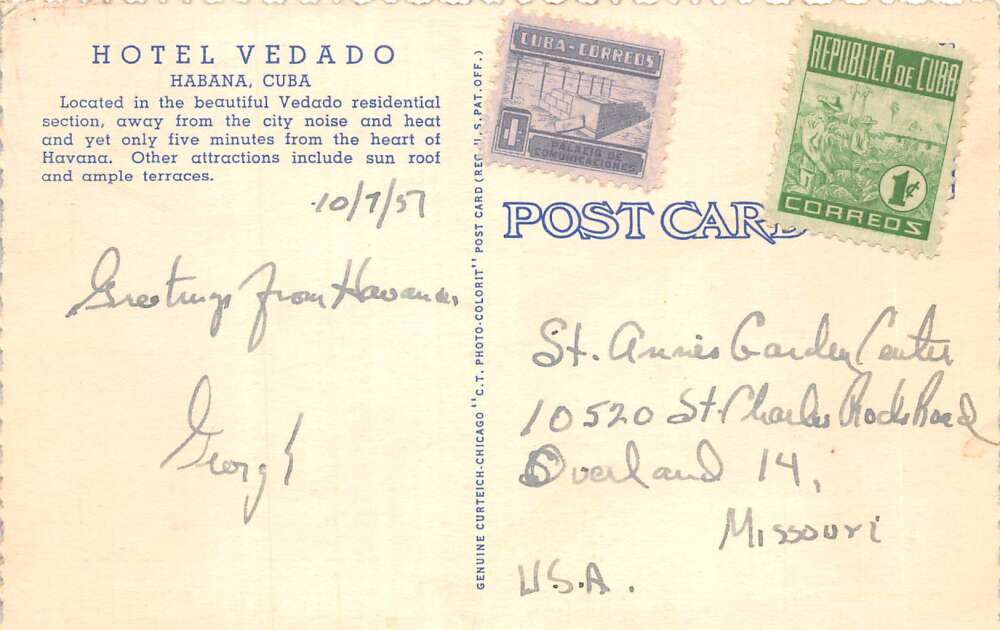 HOTEL VEDADO
HABANA, CUBA
Located in the beautiful Vedado residential
section, away from the city noise and heat
and yet only five minutes from the heart of
Havana. Other attractions include sun roof
and ample terraces.
10/7/57
Greetings from Havana
George
GENUINE CURTEICH-CHICAGO "C.T. PHOTO-COLORIT" POST CARD (REG. U.S. PAT. OFF.)
CUBA-CORREOS
1
PALACIO DE
COMUNICACIONES
REPUBLICA DE CUBA
1¢
CORREOS
POST CARD
St. Annes Garden Center
10520 St. Charles Rock Road
Overland 14,
Missouri
U.S.A.